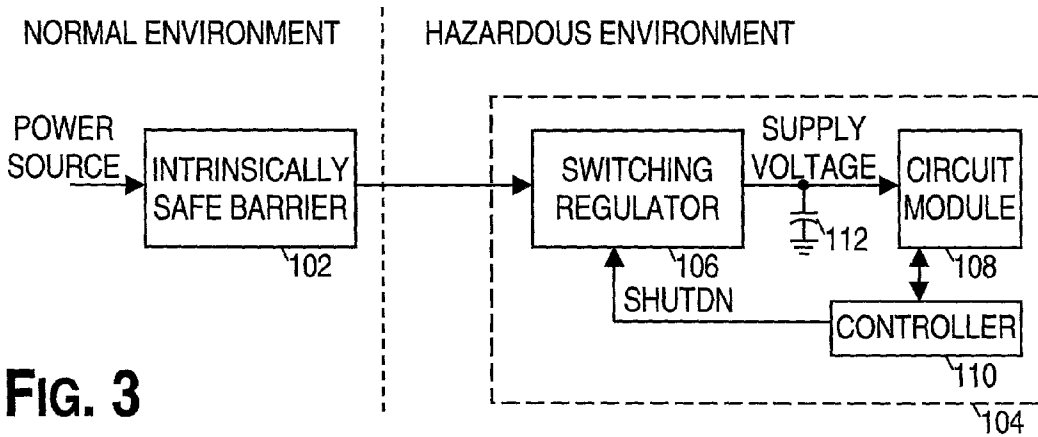 NORMAL ENVIRONMENT
HAZARDOUS ENVIRONMENT
POWER
SOURCE
INTRINSICALLY
SAFE BARRIER
102
SWITCHING
REGULATOR
106
SUPPLY
VOLTAGE
112
CIRCUIT
MODULE
108
SHUTDN
CONTROLLER
110
104
FIG. 3